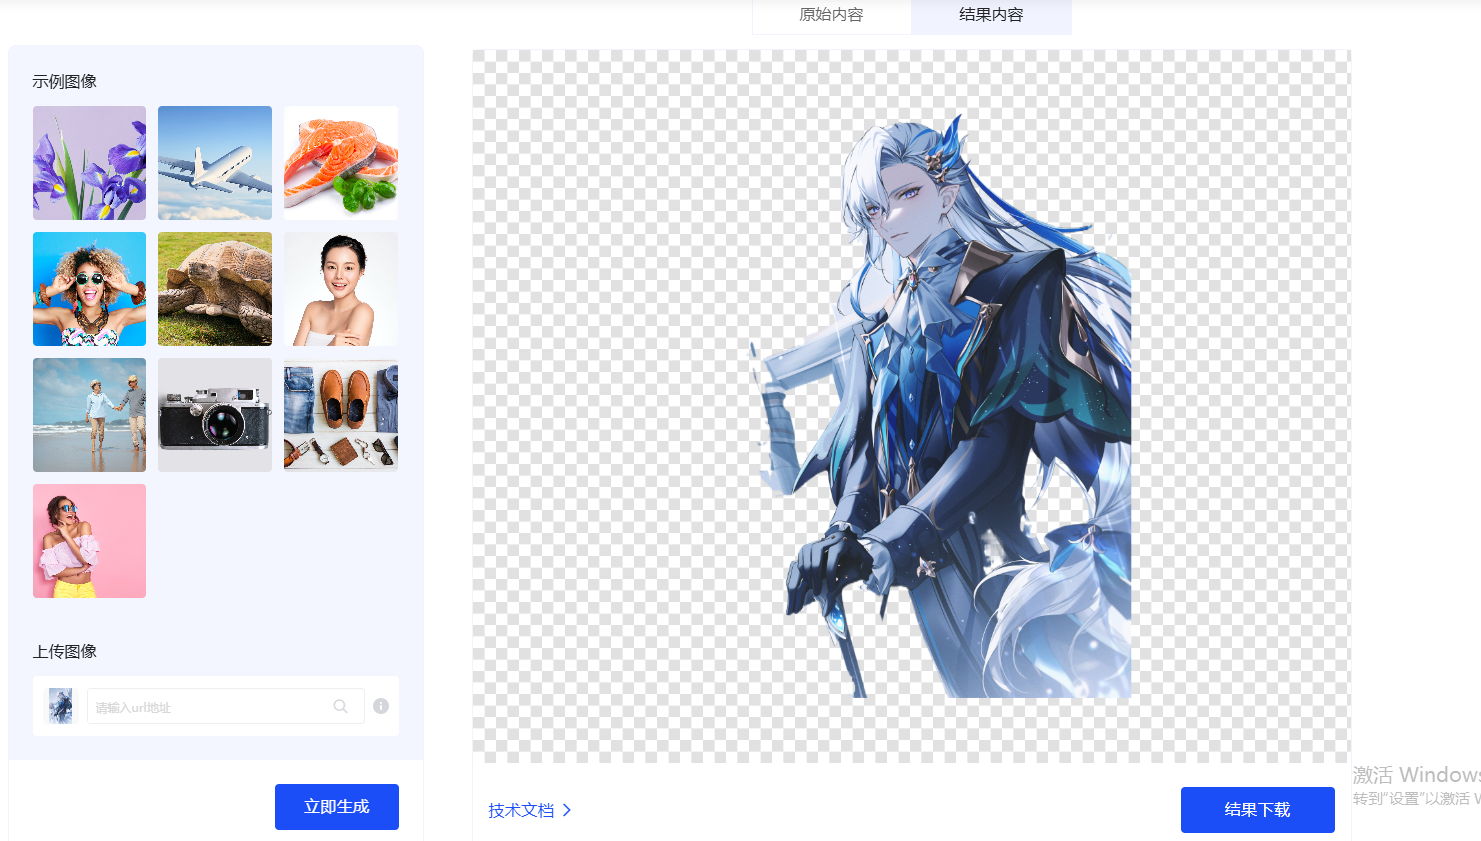 原始内容
结果内容
示例图像
上传图像
请输入url地址
立即生成
技术文档
结果下载
激活 Windows
转到“设置”以激活 W